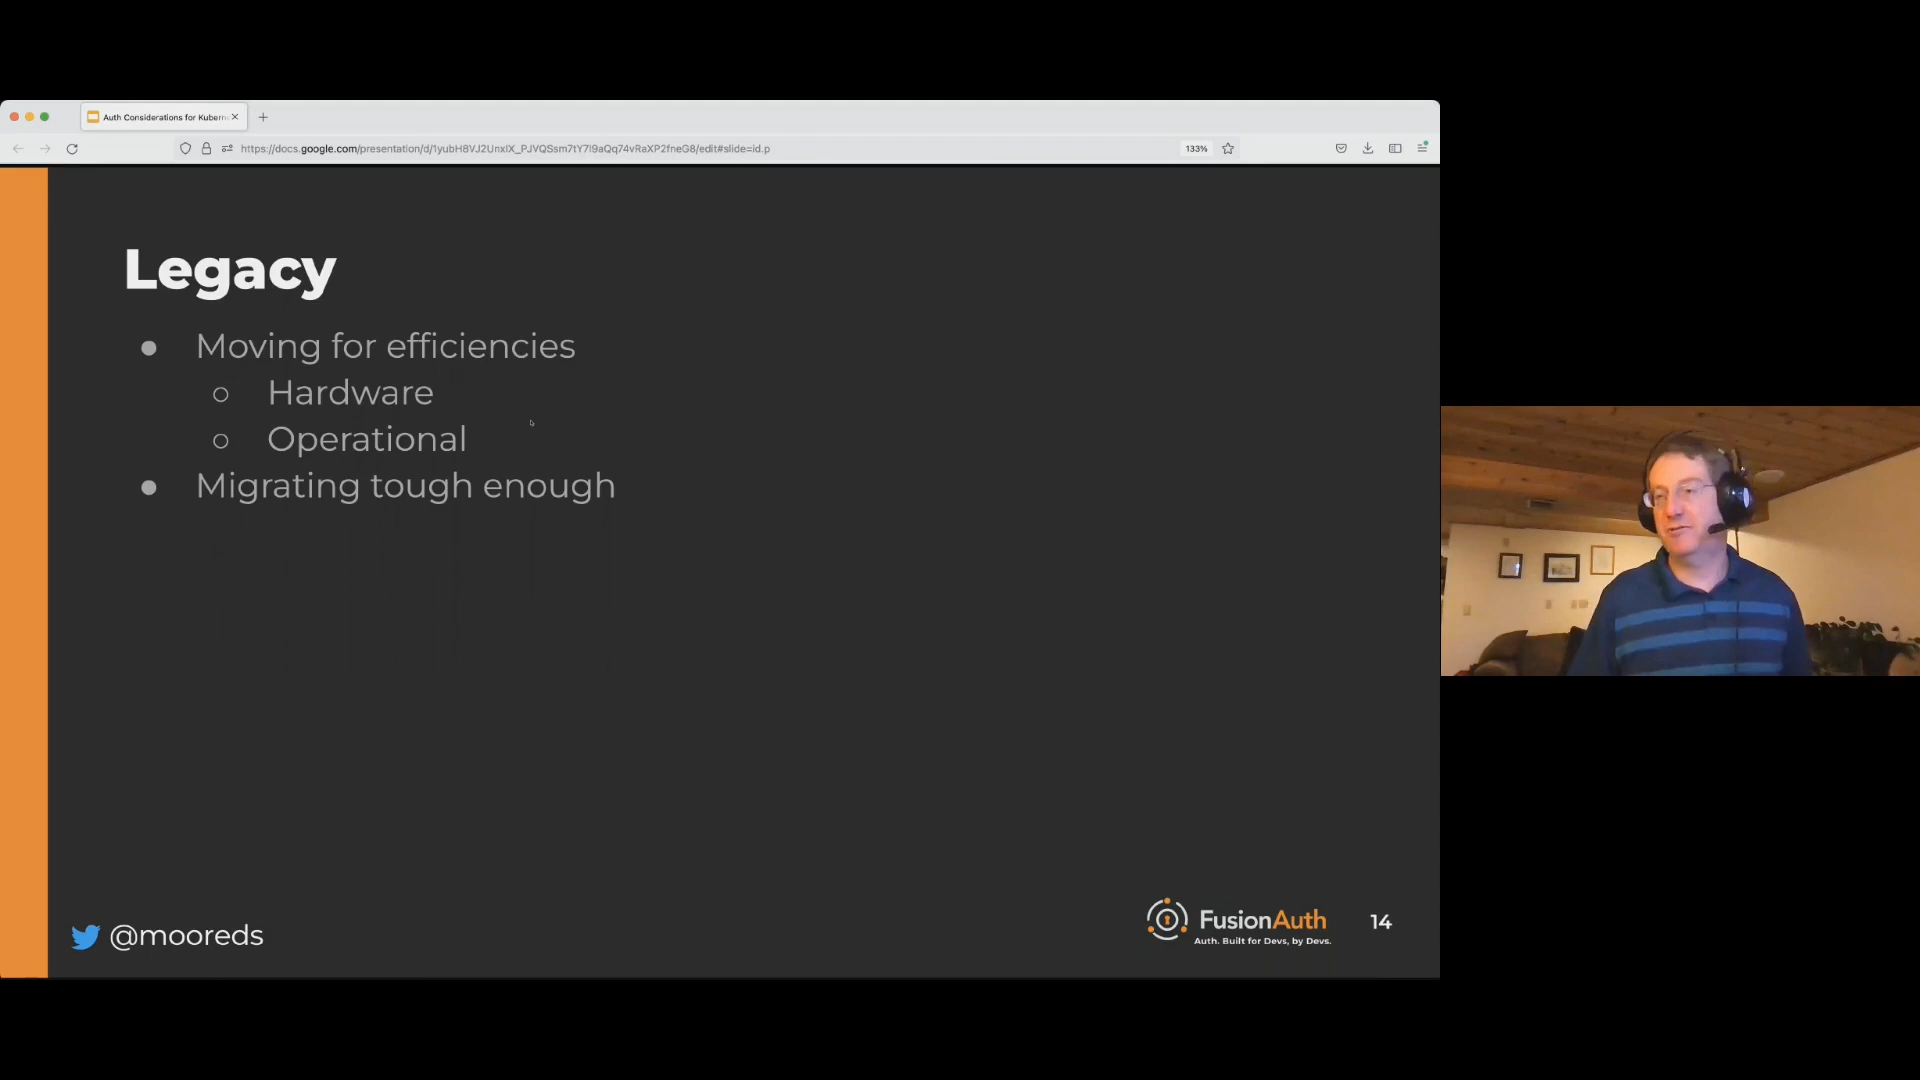 Auth Considerations for Kubern
https://docs.google.com/presentation/d/1yubH8VJ2UnxlX_PJVQSsm7tY7I9aQq74vRaXP2fneG8/edit#slide=id.p
133%
Legacy
Moving for efficiencies
Hardware
Operational
Migrating tough enough
@mooreds
FusionAuth
Auth. Built for Devs, by Devs.
14